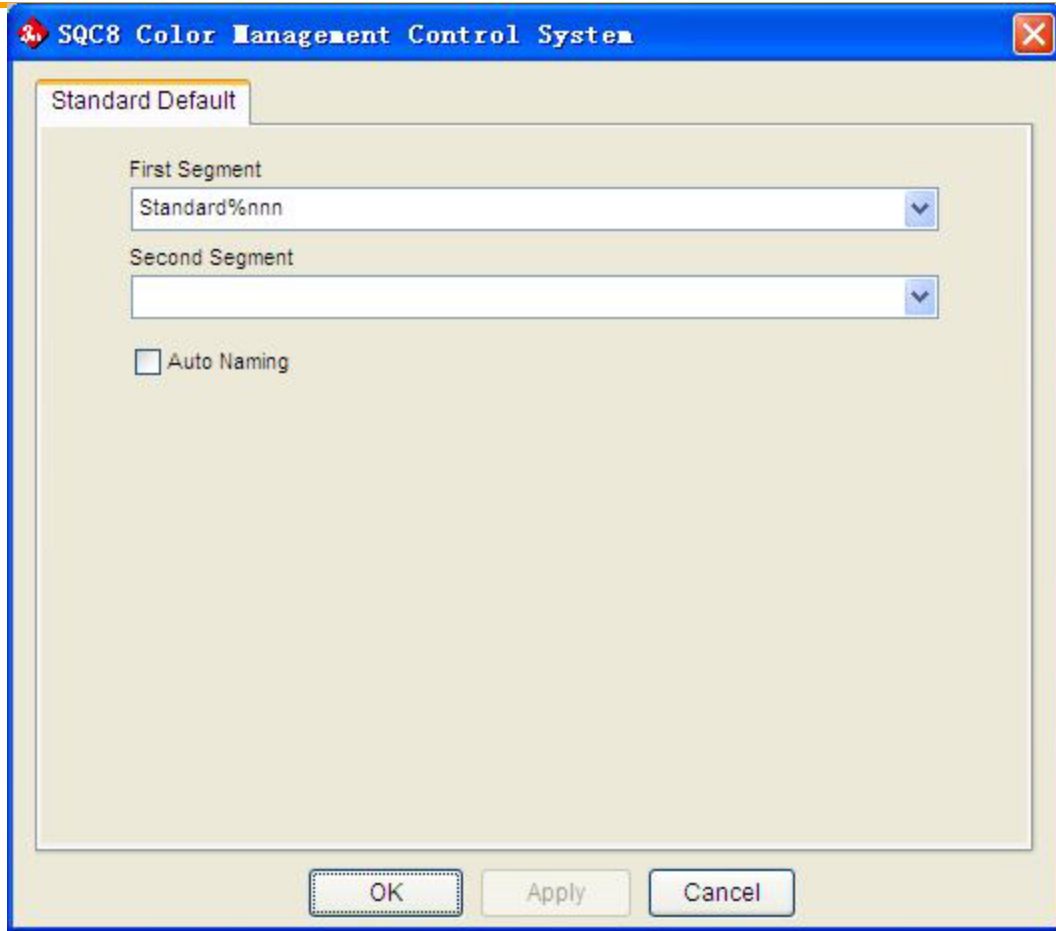 SQC8 Color Management Control System
Standard Default
First Segment
Standard%nnn
Second Segment
Auto Naming
OK Apply Cancel